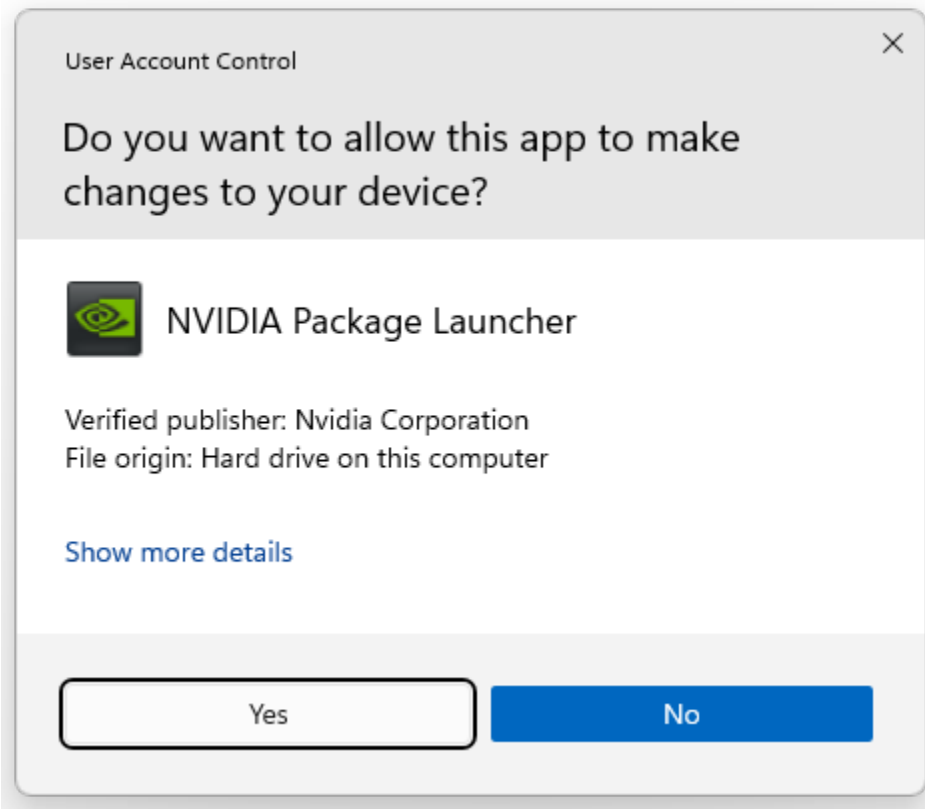 User Account Control
Do you want to allow this app to make
changes to your device?
NVIDIA Package Launcher
Verified publisher: Nvidia Corporation
File origin: Hard drive on this computer
Show more details
Yes
No